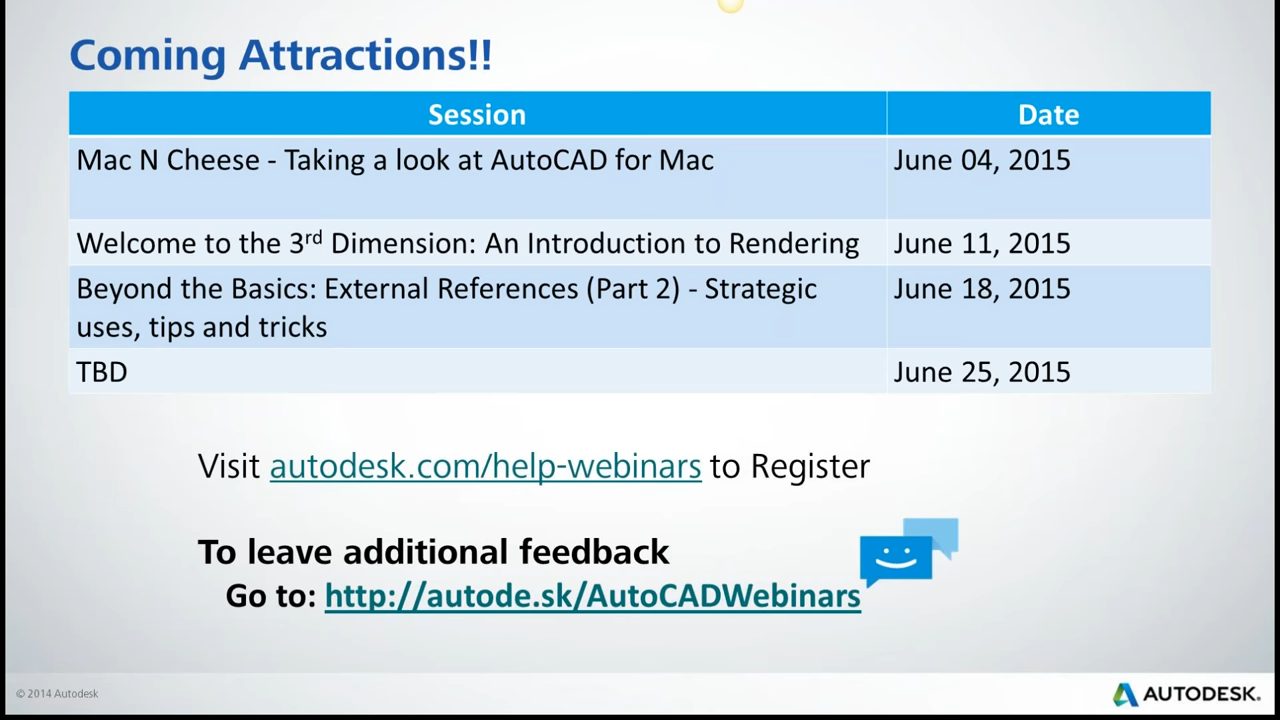 Coming Attractions!!
Session Date
Mac N Cheese - Taking a look at AutoCAD for Mac June 04, 2015
Welcome to the 3rd Dimension: An Introduction to Rendering June 11, 2015
Beyond the Basics: External References (Part 2) - Strategic June 18, 2015
uses, tips and tricks
TBD June 25, 2015
Visit autodesk.com/help-webinars to Register
To leave additional feedback
Go to: http://autode.sk/AutoCADWebinars
© 2014 Autodesk
AUTODESK.